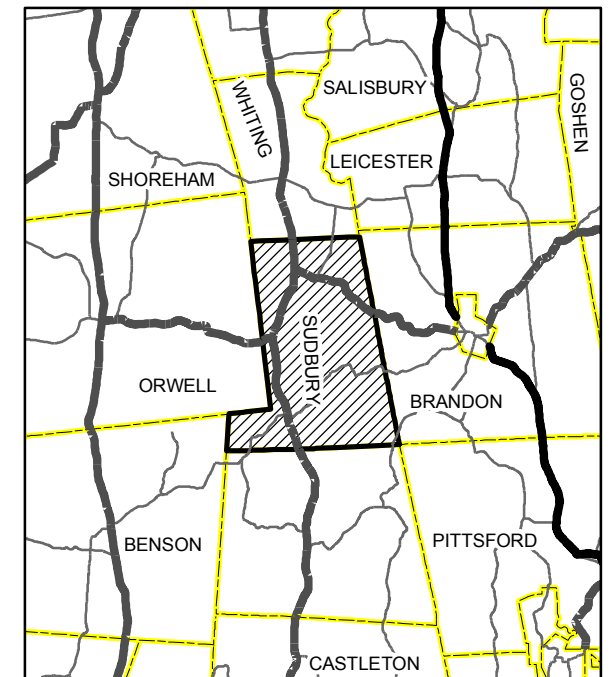 SALISBURY
WHITING
GOSHEN
LEICESTER
SHOREHAM
SUDBURY
ORWELL
BRANDON
BENSON
PITTSFORD
CASTLETON